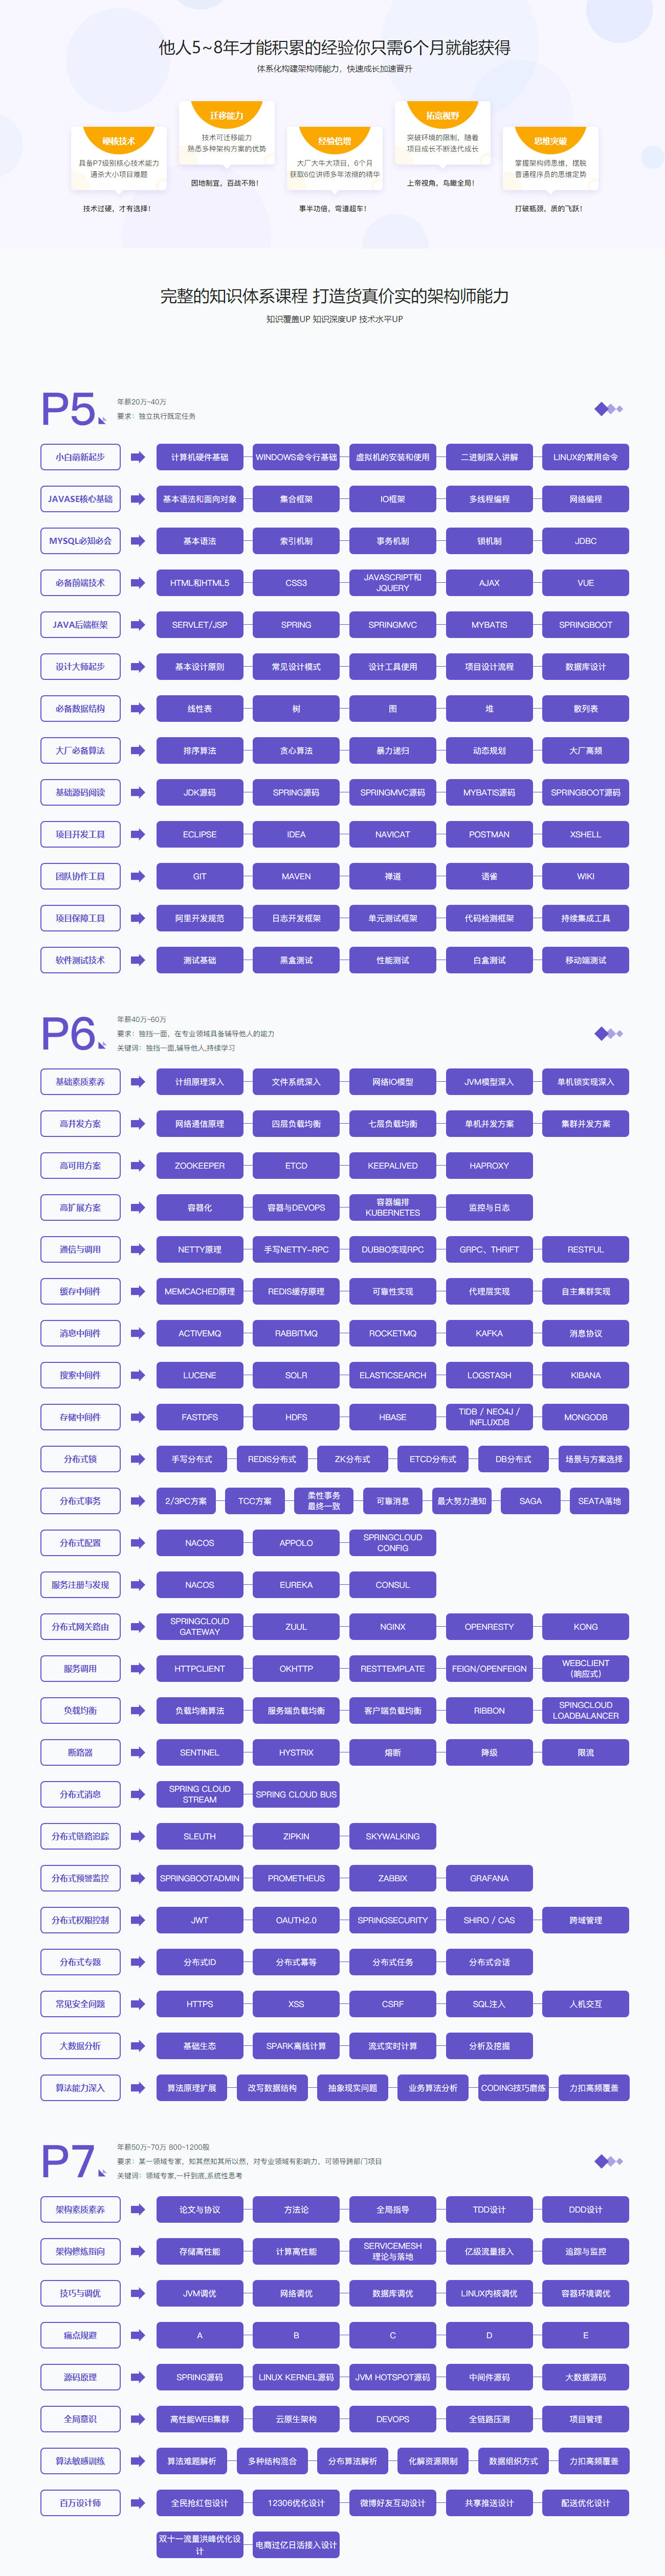 他人5~8年才能积累的经验你只需6个月就能获得
体系化构建架构师能力，快速成长加速晋升
硬核技术
具备P7级别核心技术能力
通杀大小项目难题
技术过硬，才有选择！
迁移能力
技术可迁移能力
熟悉多种架构方案的优势
因地制宜，百战不殆！
经验倍增
大厂大牛大项目，6个月
获取6位讲师多年浓缩的精华
事半功倍，弯道超车！
拓宽视野
突破环境的限制，随着
项目成长不断迭代成长
上帝视角，鸟瞰全局！
思维突破
掌握架构师思维，摆脱
普通程序员的思维定势
打破瓶颈，质的飞跃！
完整的知识体系课程 打造货真价实的架构师能力
知识覆盖UP 知识深度UP 技术水平UP
P5
年薪20万~40万
要求：独立执行既定任务
小白萌新起步 计算机硬件基础 WINDOWS命令行基础 虚拟机的安装和使用 二进制深入讲解 LINUX的常用命令
JAVASE核心基础 基本语法和面向对象 集合框架 IO框架 多线程编程 网络编程
MYSQL必知必会 基本语法 索引机制 事务机制 锁机制 JDBC
必备前端技术 HTML和HTML5 CSS3 JAVASCRIPT和JQUERY AJAX VUE
JAVA后端框架 SERVLET/JSP SPRING SPRINGMVC MYBATIS SPRINGBOOT
设计大师起步 基本设计原则 常见设计模式 设计工具使用 项目设计流程 数据库设计
必备数据结构 线性表 树 图 堆 散列表
大厂必备算法 排序算法 贪心算法 暴力递归 动态规划 大厂高频
基础源码阅读 JDK源码 SPRING源码 SPRINGMVC源码 MYBATIS源码 SPRINGBOOT源码
项目开发工具 ECLIPSE IDEA NAVICAT POSTMAN XSHELL
团队协作工具 GIT MAVEN 禅道 语雀 WIKI
项目保障工具 阿里开发规范 日志开发框架 单元测试框架 代码检测框架 持续集成工具
软件测试技术 测试基础 黑盒测试 性能测试 白盒测试 移动端测试
P6
年薪40万~60万
要求：独挡一面，在专业领域具备辅导他人的能力
关键词：独挡一面,辅导他人,持续学习
基础素质素养 计组原理深入 文件系统深入 网络IO模型 JVM模型深入 单机锁实现深入
高并发方案 网络通信原理 四层负载均衡 七层负载均衡 单机并发方案 集群并发方案
高可用方案 ZOOKEEPER ETCD KEEPALIVED HAPROXY
高扩展方案 容器化 容器与DEVOPS 容器编排KUBERNETES 监控与日志
通信与调用 NETTY原理 手写NETTY-RPC DUBBO实现RPC GRPC、THRIFT RESTFUL
缓存中间件 MEMCACHED原理 REDIS缓存原理 可靠性实现 代理层实现 自主集群实现
消息中间件 ACTIVEMQ RABBITMQ ROCKETMQ KAFKA 消息协议
搜索中间件 LUCENE SOLR ELASTICSEARCH LOGSTASH KIBANA
存储中间件 FASTDFS HDFS HBASE TIDB / NEO4J / INFLUXDB MONGODB
分布式锁 手写分布式 REDIS分布式 ZK分布式 ETCD分布式 DB分布式 场景与方案选择
分布式事务 2/3PC方案 TCC方案 柔性事务最终一致 可靠消息 最大努力通知 SAGA SEATA落地
分布式配置 NACOS APPOLO SPRINGCLOUD CONFIG
服务注册与发现 NACOS EUREKA CONSUL
分布式网关路由 SPRINGCLOUD GATEWAY ZUUL NGINX OPENRESTY KONG
服务调用 HTTPCLIENT OKHTTP RESTTEMPLATE FEIGN/OPENFEIGN WEBCLIENT（响应式）
负载均衡 负载均衡算法 服务端负载均衡 客户端负载均衡 RIBBON SPINGCLOUD LOADBALANCER
断路器 SENTINEL HYSTRIX 熔断 降级 限流
分布式消息 SPRING CLOUD STREAM SPRING CLOUD BUS
分布式链路追踪 SLEUTH ZIPKIN SKYWALKING
分布式预警监控 SPRINGBOOTADMIN PROMETHEUS ZABBIX GRAFANA
分布式权限控制 JWT OAUTH2.0 SPRINGSECURITY SHIRO / CAS 跨域管理
分布式专题 分布式ID 分布式幂等 分布式任务 分布式会话
常见安全问题 HTTPS XSS CSRF SQL注入 人机交互
大数据分析 基础生态 SPARK离线计算 流式实时计算 分析及挖掘
算法能力深入 算法原理扩展 改写数据结构 抽象现实问题 业务算法分析 CODING技巧磨练 力扣高频覆盖
P7
年薪50万~70万 800~1200股
要求：某一领域专家，知其然知其所以然，对专业领域有影响力，可领导跨部门项目
关键词：领域专家,一杆到底,系统性思考
架构素质素养 论文与协议 方法论 全局指导 TDD设计 DDD设计
架构修炼指向 存储高性能 计算高性能 SERVICEMESH理论与落地 亿级流量接入 追踪与监控
技巧与调优 JVM调优 网络调优 数据库调优 LINUX内核调优 容器环境调优
痛点规避 A B C D E
源码原理 SPRING源码 LINUX KERNEL源码 JVM HOTSPOT源码 中间件源码 大数据源码
全局意识 高性能WEB集群 云原生架构 DEVOPS 全链路压测 项目管理
算法敏感训练 算法难题解析 多种结构混合 分布算法解析 化解资源限制 数据组织方式 力扣高频覆盖
百万设计师 全民抢红包设计 12306优化设计 微博好友互动设计 共享推送设计 配送优化设计
双十一流量洪峰优化设计 电商过亿日活接入设计